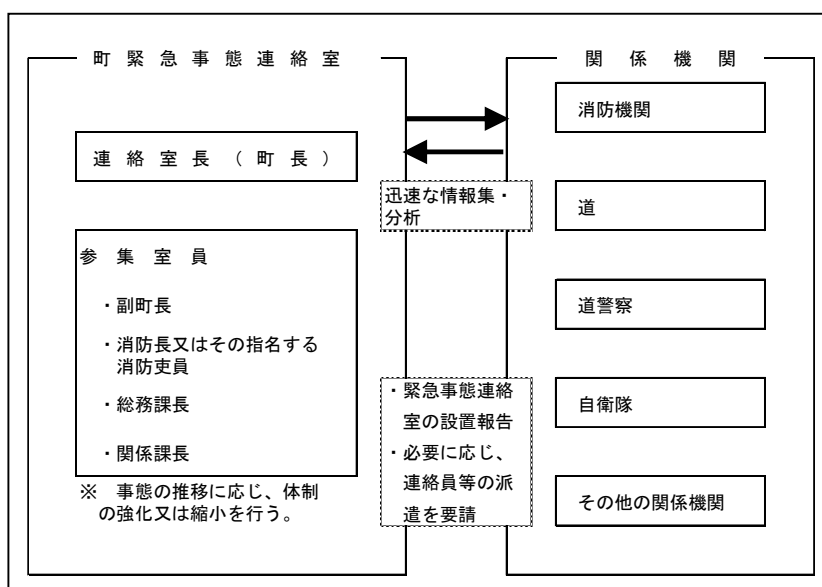 町緊急事態連絡室
連絡室長（町長）
参集室員
・副町長
・消防長又はその指名する
消防吏員
・総務課長
・関係課長
※　事態の推移に応じ、体制
の強化又は縮小を行う。
迅速な情報集・
分析
・緊急事態連絡
室の設置報告
・必要に応じ、
連絡員等の派
遣を要請
関係機関
消防機関
道
道警察
自衛隊
その他の関係機関